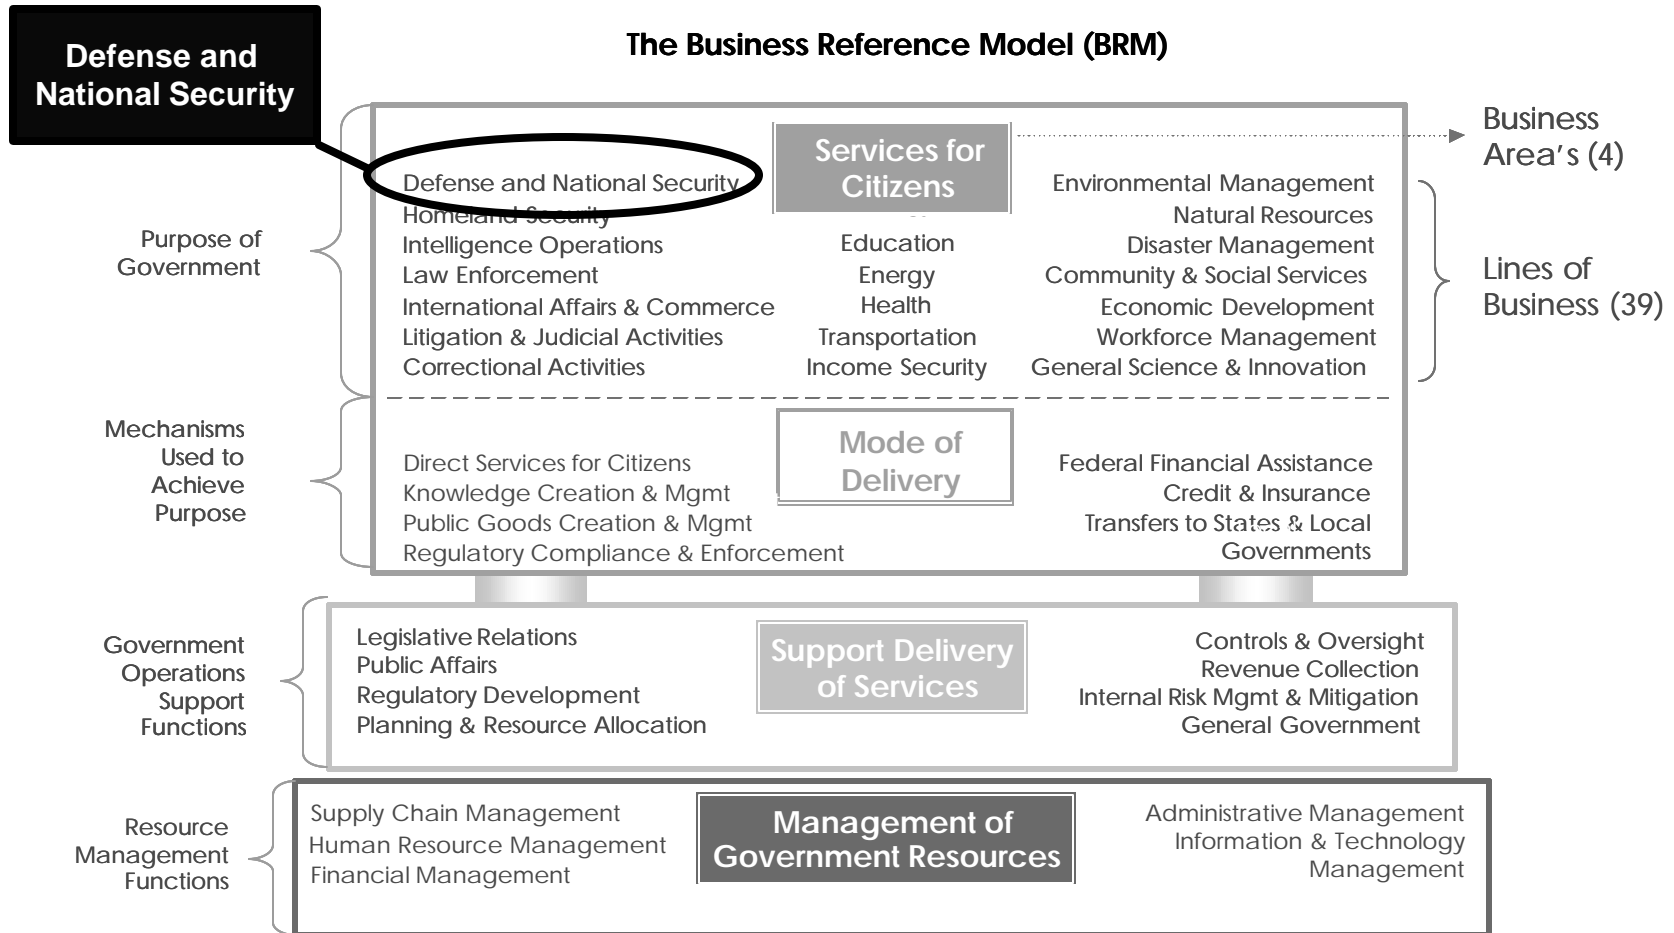 Defense and
National Security
The Business Reference Model (BRM)
Business
Area's (4)
Lines of
Business (39)
Purpose of
Government
Services for
Citizens
Defense and National Security
Homeland Security
Intelligence Operations
Law Enforcement
International Affairs & Commerce
Litigation & Judicial Activities
Correctional Activities
Education
Energy
Health
Transportation
Income Security
Environmental Management
Natural Resources
Disaster Management
Community & Social Services
Economic Development
Workforce Management
General Science & Innovation
Mechanisms
Used to
Achieve
Purpose
Mode of
Delivery
Direct Services for Citizens
Knowledge Creation & Mgmt
Public Goods Creation & Mgmt
Regulatory Compliance & Enforcement
Federal Financial Assistance
Credit & Insurance
Transfers to States & Local
Governments
Government
Operations
Support
Functions
Support Delivery
of Services
Legislative Relations
Public Affairs
Regulatory Development
Planning & Resource Allocation
Controls & Oversight
Revenue Collection
Internal Risk Mgmt & Mitigation
General Government
Resource
Management
Functions
Management of
Government Resources
Supply Chain Management
Human Resource Management
Financial Management
Administrative Management
Information & Technology
Management